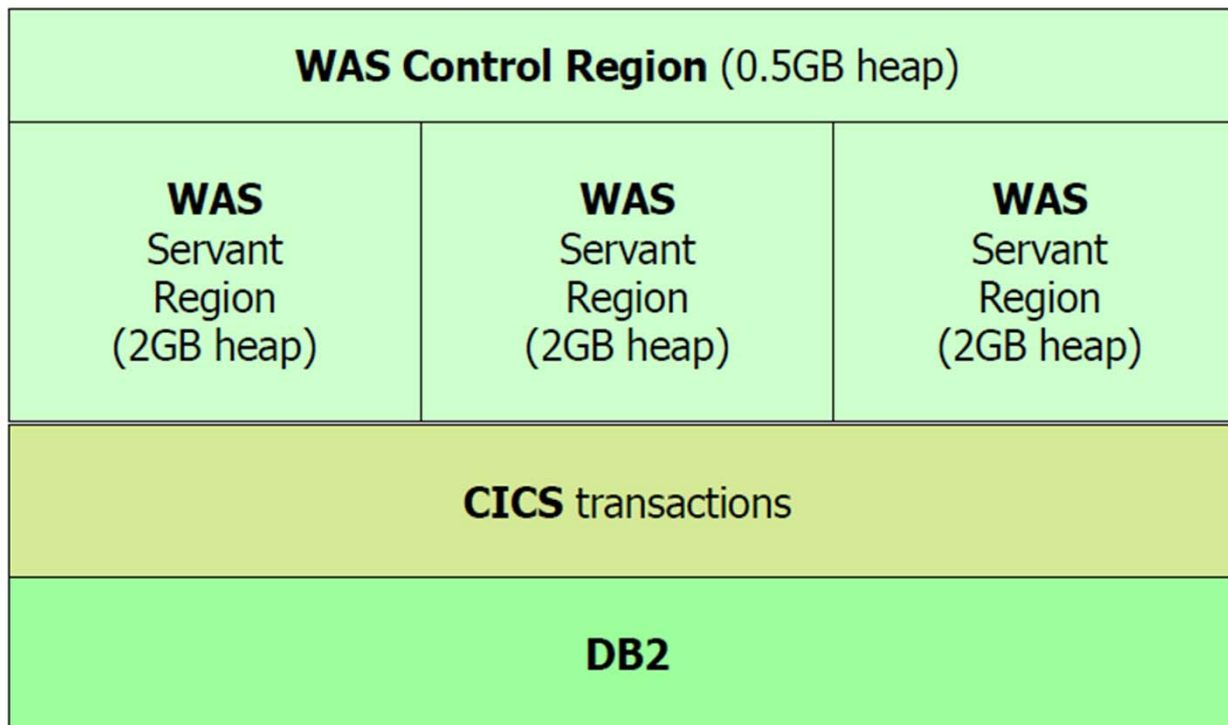 WAS Control Region (0.5GB heap)
WAS
Servant
Region
(2GB heap)
WAS
Servant
Region
(2GB heap)
WAS
Servant
Region
(2GB heap)
CICS transactions
DB2